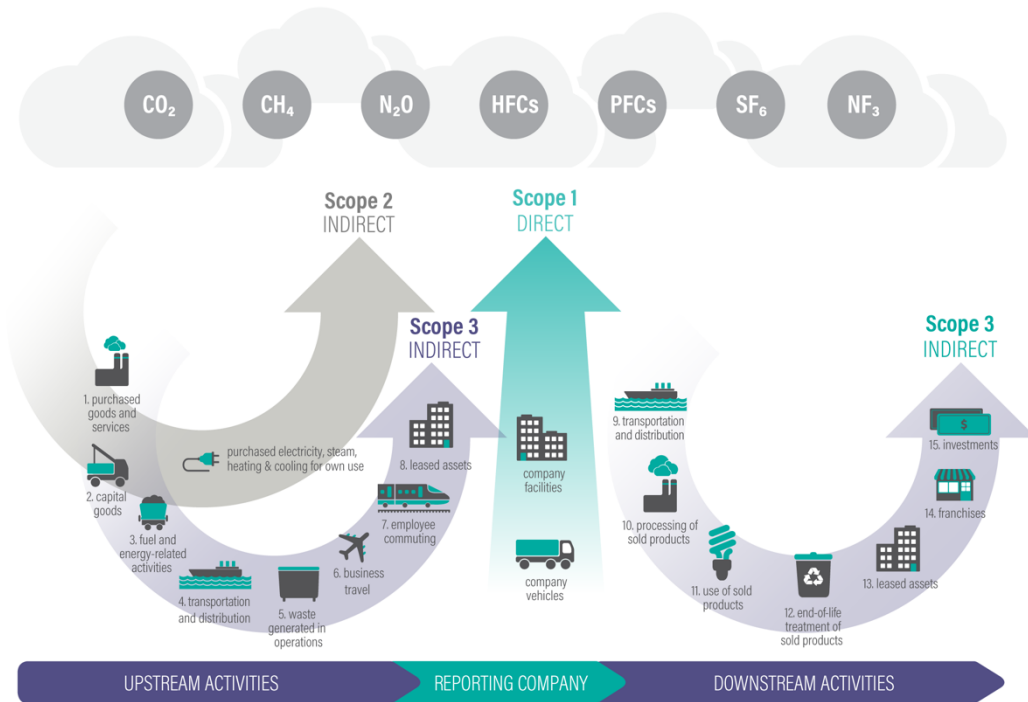 CO₂
CH₄
N₂O
HFCs
PFCs
SF₆
NF₃
Scope 2
INDIRECT
Scope 1
DIRECT
Scope 3
INDIRECT
Scope 3
INDIRECT
1. purchased
goods and
services
2. capital
goods
3. fuel and
energy-related
activities
4. transportation
and distribution
5. waste
generated in
operations
6. business
travel
7. employee
commuting
8. leased assets
purchased electricity, steam,
heating & cooling for own use
company
facilities
company
vehicles
9. transportation
and distribution
10. processing of
sold products
11. use of sold
products
12. end-of-life
treatment of
sold products
13. leased assets
14. franchises
$
15. investments
UPSTREAM ACTIVITIES
REPORTING COMPANY
DOWNSTREAM ACTIVITIES